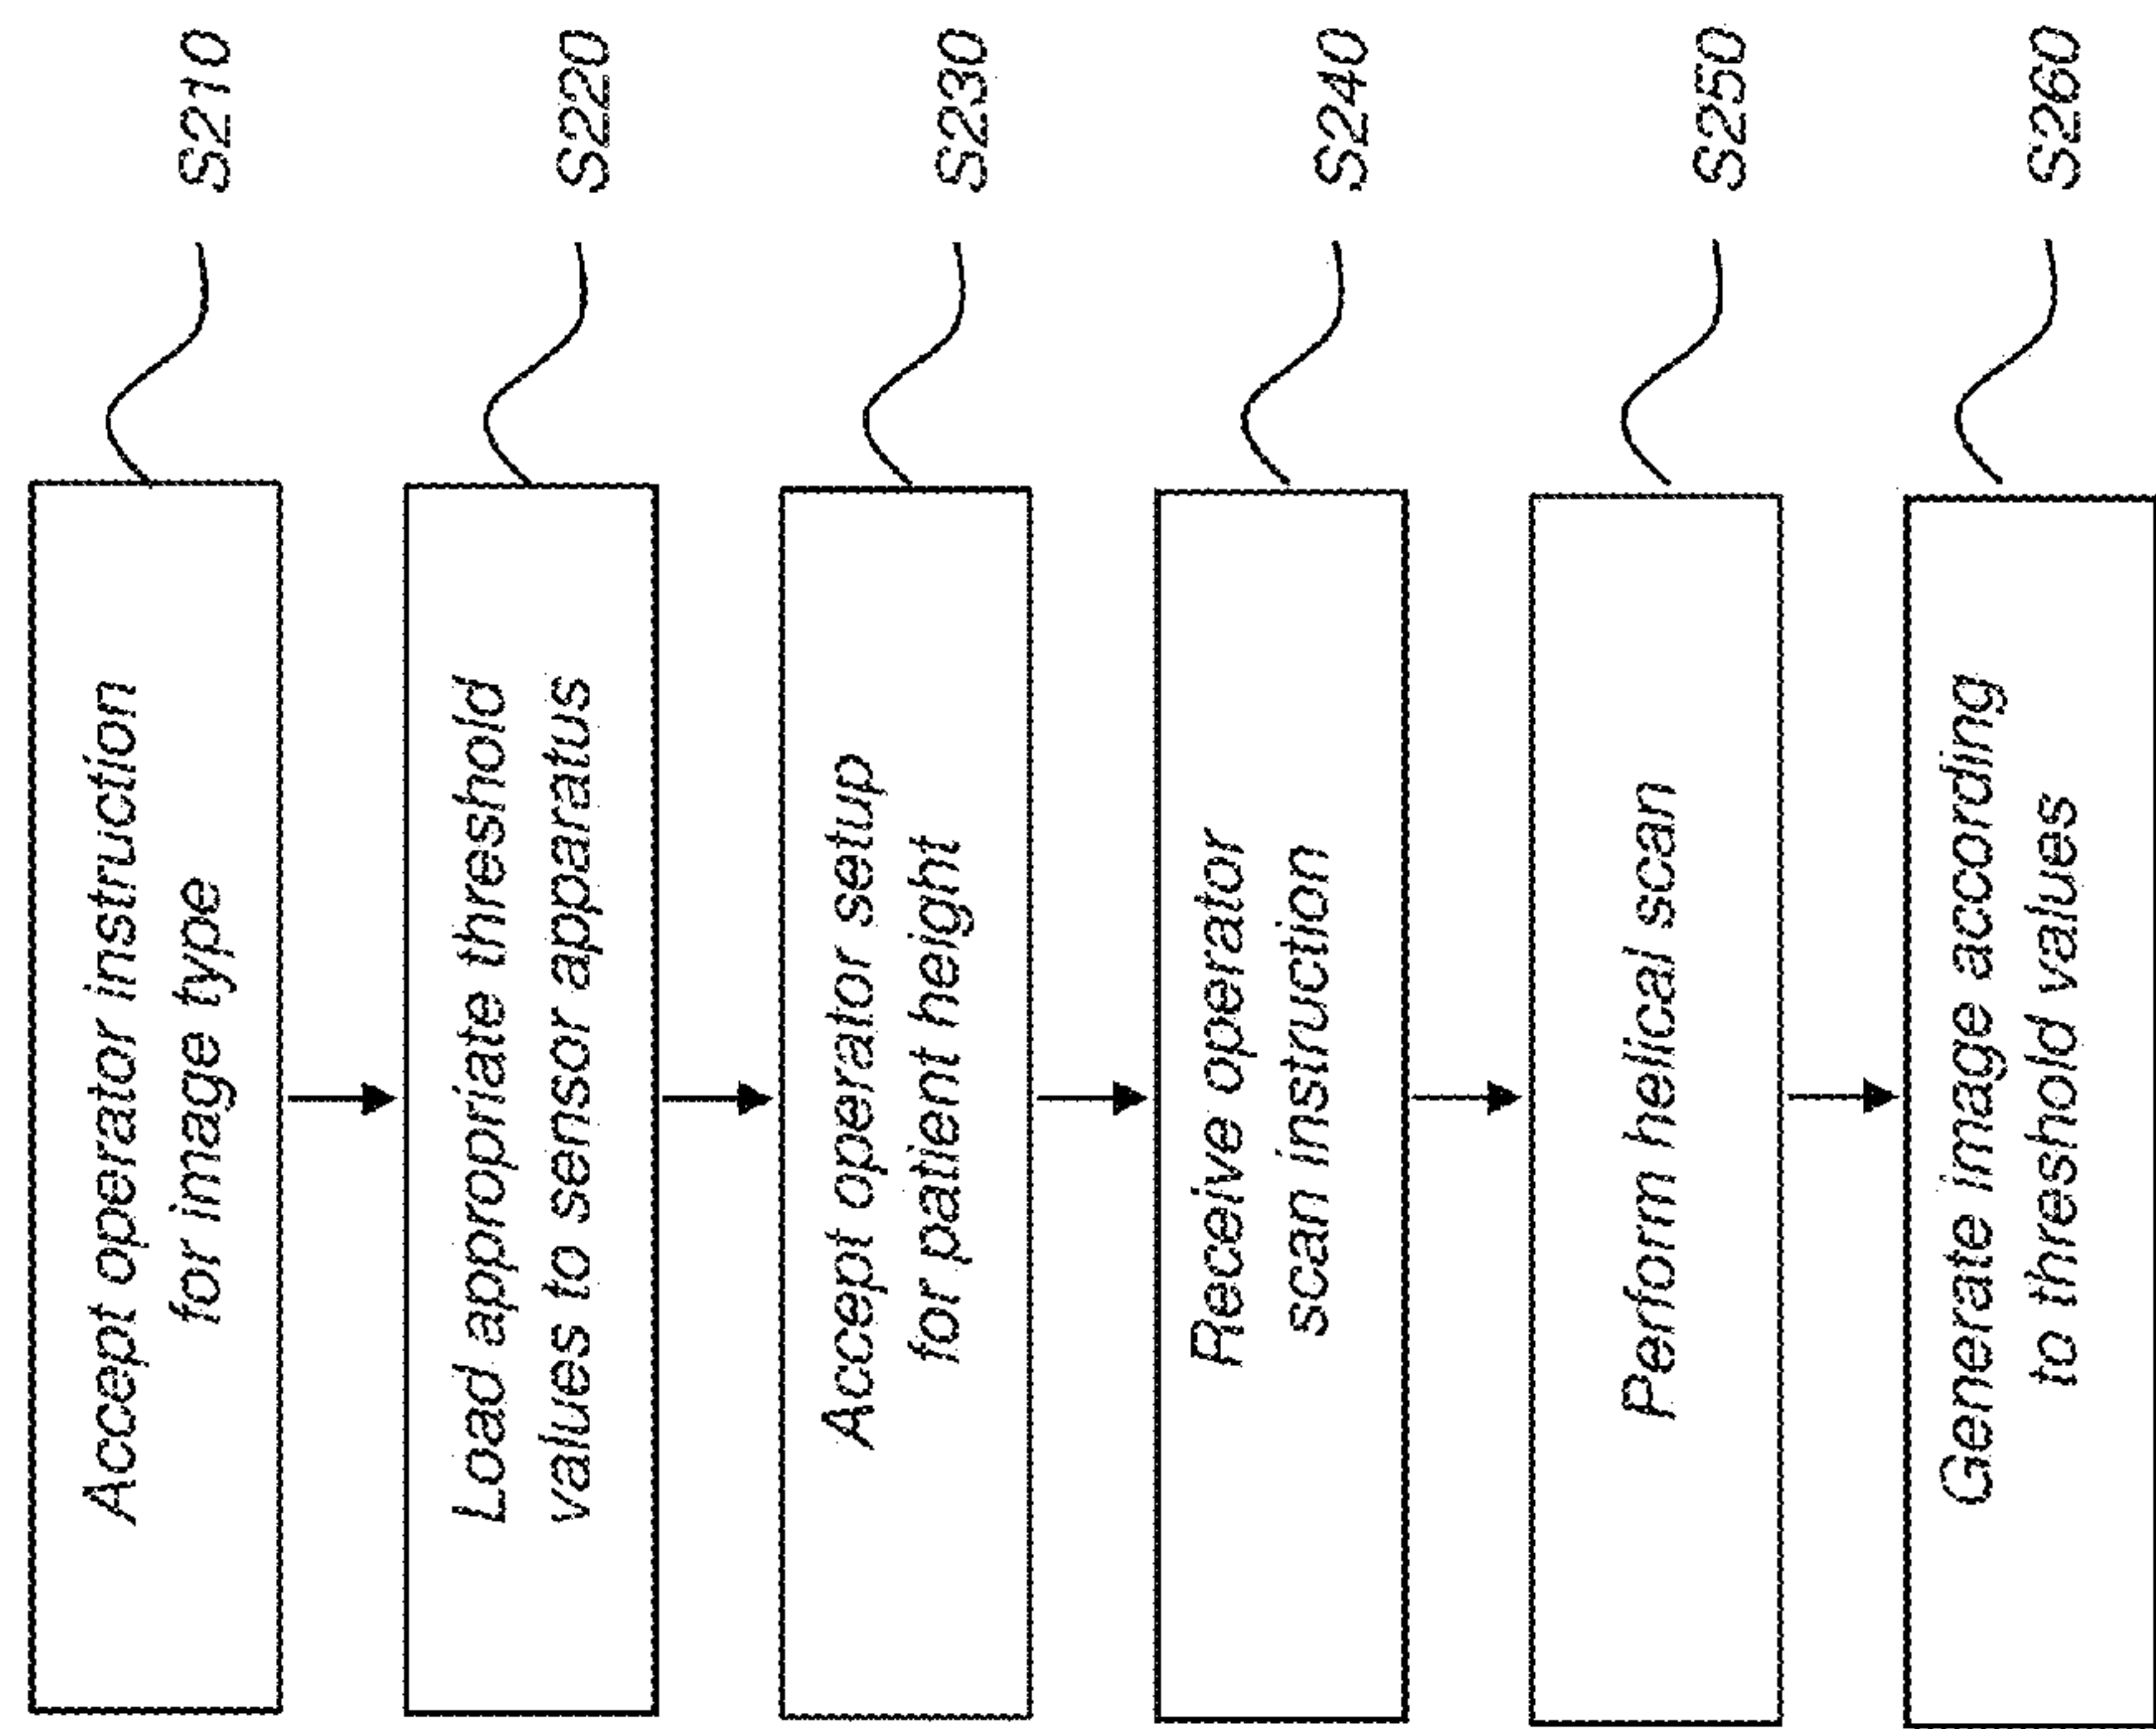 Accept operator instruction
for image type
S210
Load appropriate threshold
values to sensor apparatus
S220
Accept operator setup
for patient height
S230
Receive operator
scan instruction
S240
Perform helical scan
S250
Generate image according
to threshold values
S260